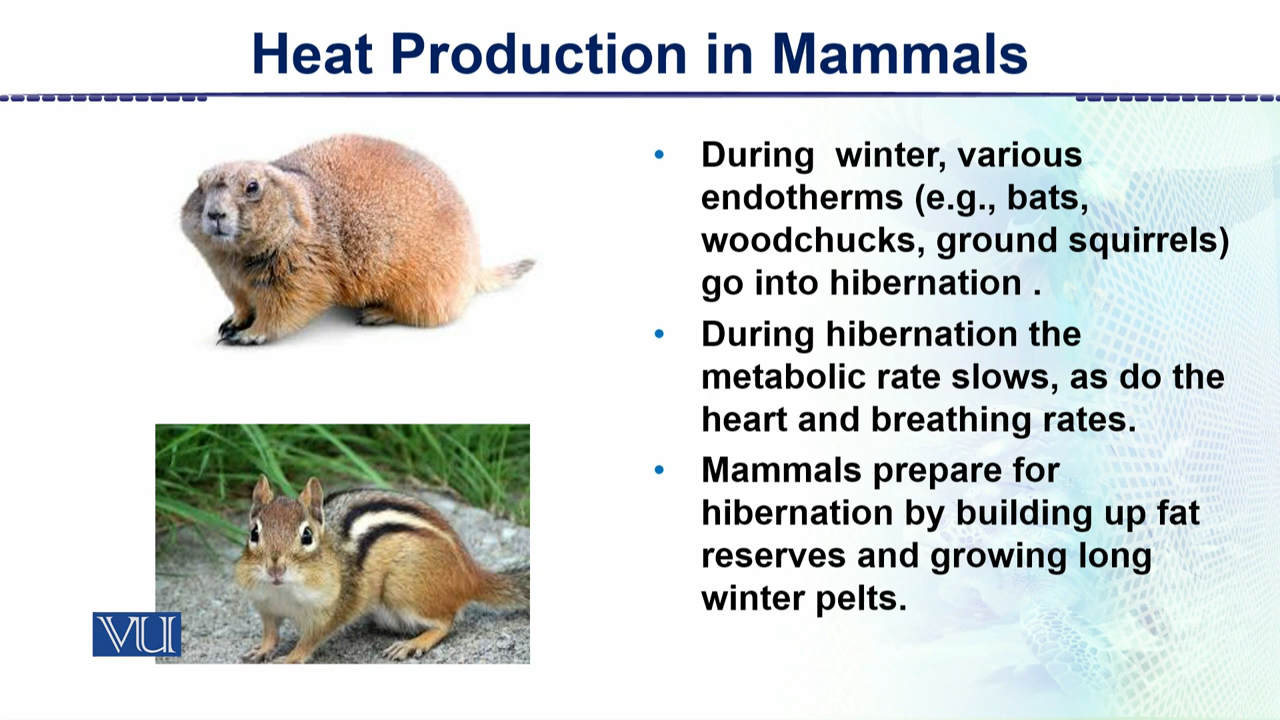 Heat Production in Mammals
• During  winter, various
endotherms (e.g., bats,
woodchucks, ground squirrels)
go into hibernation .
• During hibernation the
metabolic rate slows, as do the
heart and breathing rates.
• Mammals prepare for
hibernation by building up fat
reserves and growing long
winter pelts.
VU